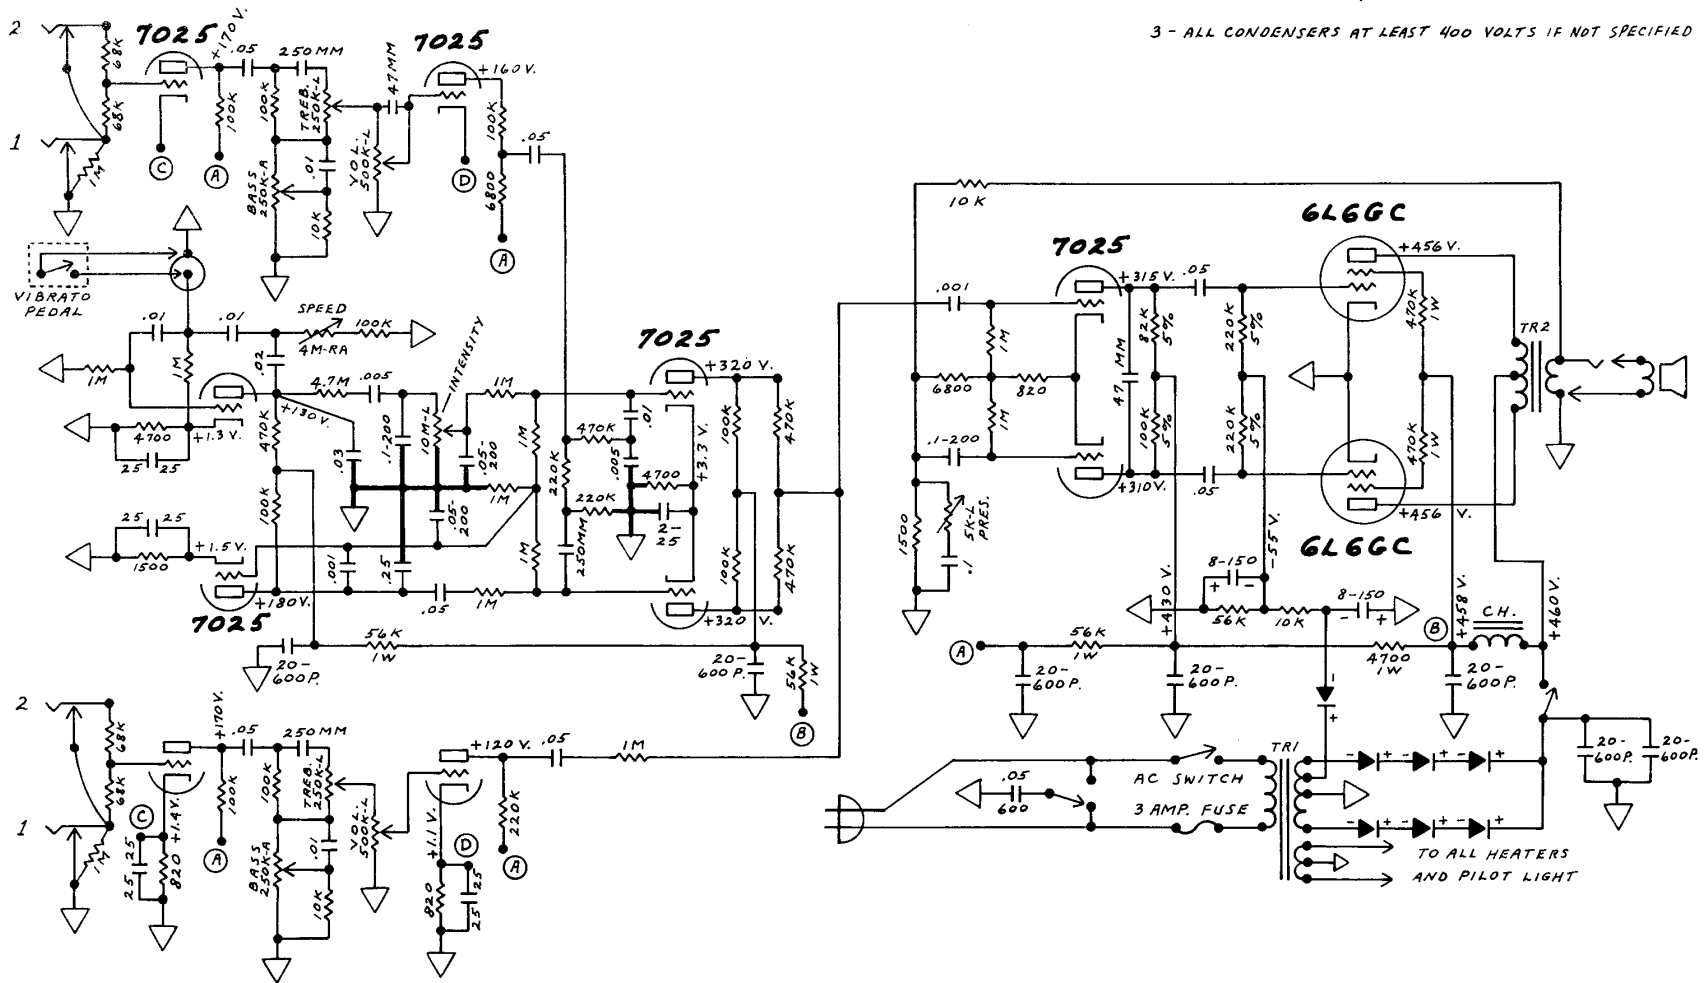 3 - ALL CONDENSERS AT LEAST 400 VOLTS IF NOT SPECIFIED
2
68K
68K
1
1M
7025
+170V.
.05
250MM
100K
100K
TREB.
250K-L
.01
BASS
250K-A
10K
C
A
VOL.
500K-L
47MM
7025
+160V.
100K
.05
6800
D
A
VIBRATO
PEDAL
.01
.01
SPEED
4M-RA
100K
1M
1M
.02
4700
25
25
+1.3V.
+180V.
4.7M
.005
INTENSITY
10M-L
470K
.03
.1-200
.05-
200
1M
1M
1M
.05-
200
1M
100K
25
25
1500
+1.5V.
7025
+180V.
.001
.25
.05
1M
220K
470K
220K
250MM
.01
.005
4700
2-
25
+3.3V.
7025
+320V.
+320 V.
100K
470K
100K
470K
20-
600P.
56K
1W
20-
600P.
56K
1W
B
10K
.001
1M
6800
820
1M
.1-200
1500
5K-L
PRES.
.1
7025
+315V.
+310V.
47 MM
82K
5%
100K
5%
.05
.05
220K
5%
220K
5%
6L6GC
+456V.
470K
1W
470K
1W
+456 V.
6L6GC
TR2
-55V.
8-150
+
-
56K
10K
8-150
-
+
+430V.
+458V.
+460V.
B
CH.
A
56K
1W
4700
1W
20-
600P.
20-
600P.
20-
600P.
-
+
2
68K
68K
1
1M
C
25
25
820
+1.4V.
+170V.
.05
250MM
100K
100K
TREB.
250K-L
.01
BASS
250K-A
10K
A
VOL.
500K-L
+120V.
.05
1M
220K
A
+1.1V.
D
820
25
25
.05
600
AC SWITCH
3 AMP. FUSE
TR1
-
+
-
+
-
+
-
+
-
+
-
+
20-
600P.
20-
600P.
TO ALL HEATERS
AND PILOT LIGHT